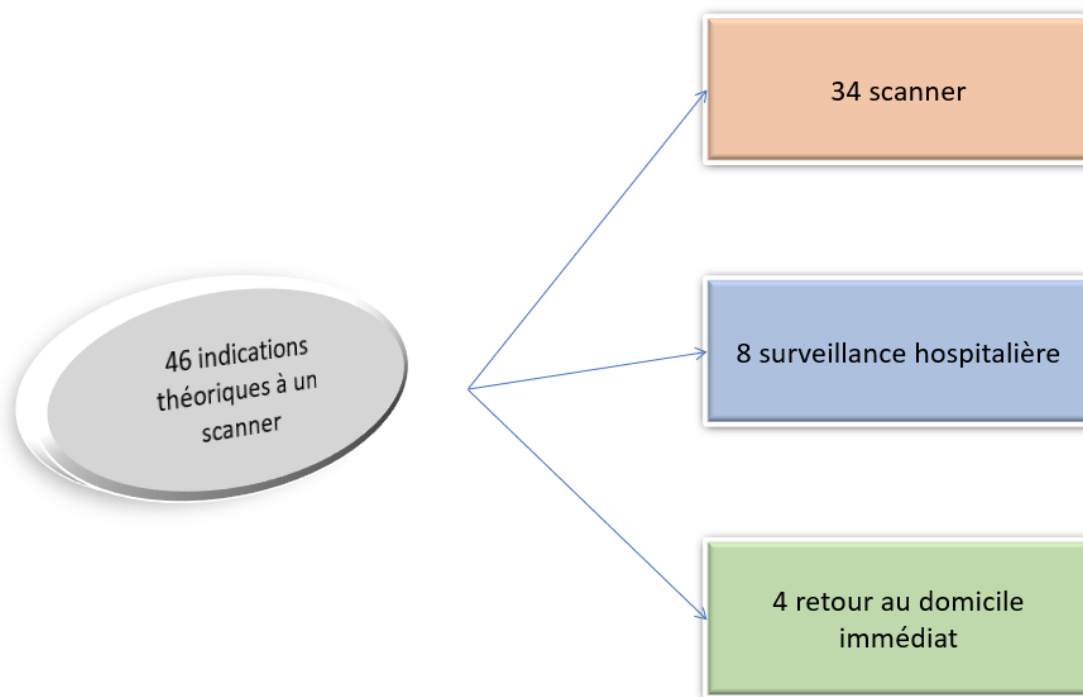 34 scanner
46 indications
théoriques à un
scanner
8 surveillance hospitalière
4 retour au domicile
immédiat